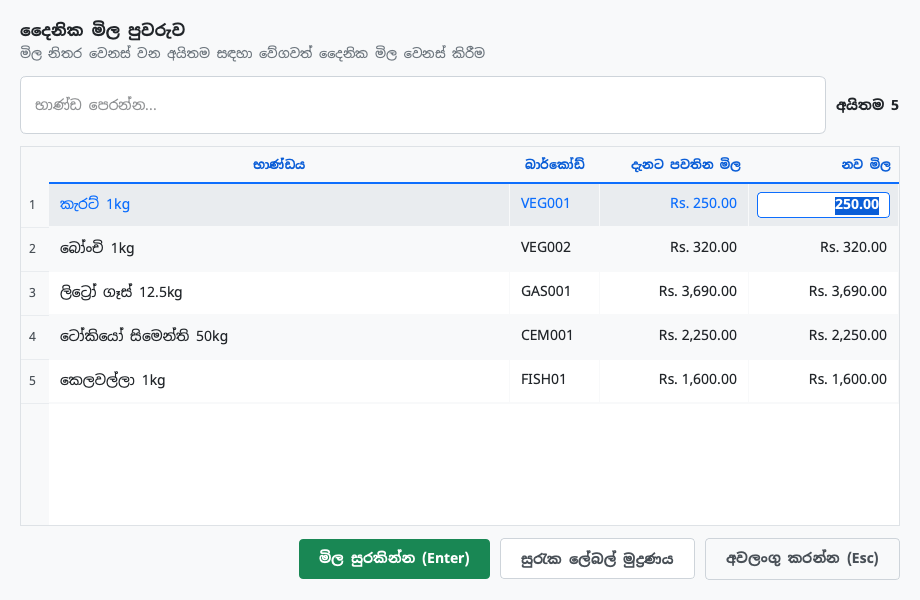 දෛනික මිල පුවරුව
මිල නිතර වෙනස් වන අයිතම සඳහා වේගවත් දෛනික මිල වෙනස් කිරීම
භාණ්ඩ පෙරන්න... අයිතම 5
භාණ්ඩය බාර්කෝඩ් දැනට පවතින මිල නව මිල
1 කැරට් 1kg VEG001 Rs. 250.00 250.00
2 බෝංචි 1kg VEG002 Rs. 320.00 Rs. 320.00
3 ලිට්‍රෝ ගෑස් 12.5kg GAS001 Rs. 3,690.00 Rs. 3,690.00
4 ටෝකියෝ සිමෙන්ති 50kg CEM001 Rs. 2,250.00 Rs. 2,250.00
5 කෙලවල්ලා 1kg FISH01 Rs. 1,600.00 Rs. 1,600.00
මිල සුරකින්න (Enter) සුරැක ලේබල් මුද්‍රණය අවලංගු කරන්න (Esc)